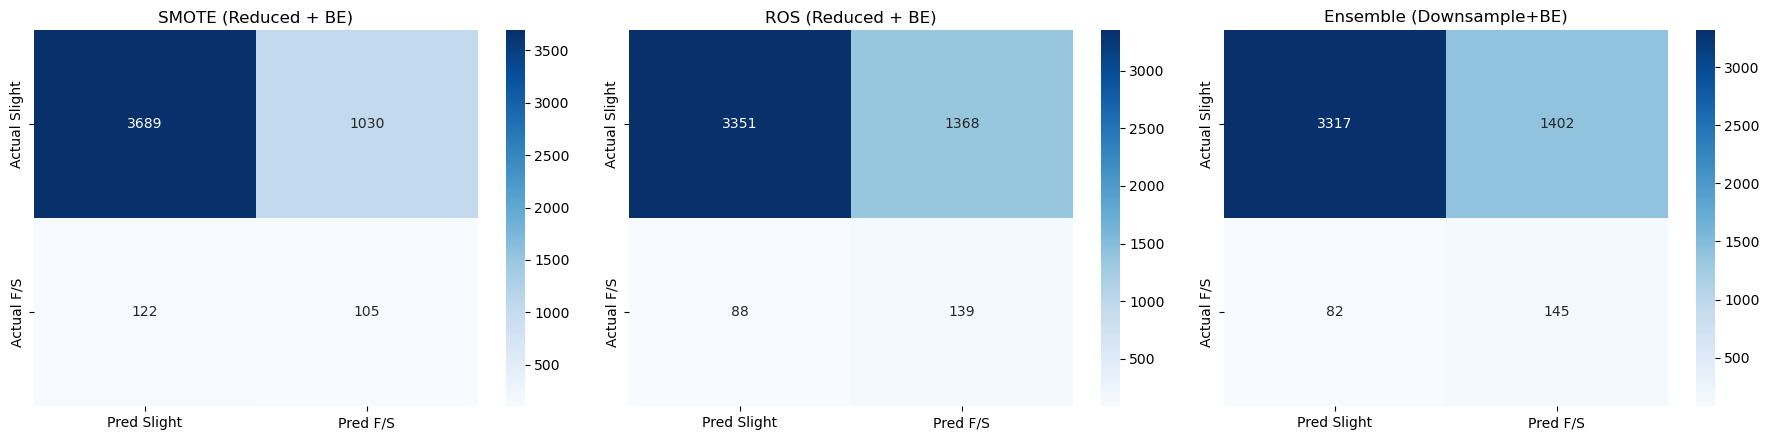 SMOTE (Reduced + BE)
Actual Slight
Actual F/S
3689
1030
122
105
Pred Slight
Pred F/S
3500
3000
2500
2000
1500
1000
500
ROS (Reduced + BE)
Actual Slight
Actual F/S
3351
1368
88
139
Pred Slight
Pred F/S
3000
2500
2000
1500
1000
500
Ensemble (Downsample+BE)
Actual Slight
Actual F/S
3317
1402
82
145
Pred Slight
Pred F/S
3000
2500
2000
1500
1000
500